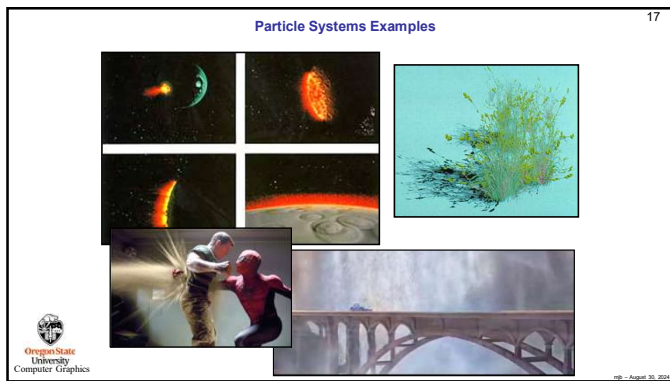 17
Particle Systems Examples
Oregon State
University
Computer Graphics
mjb – August 30, 2024